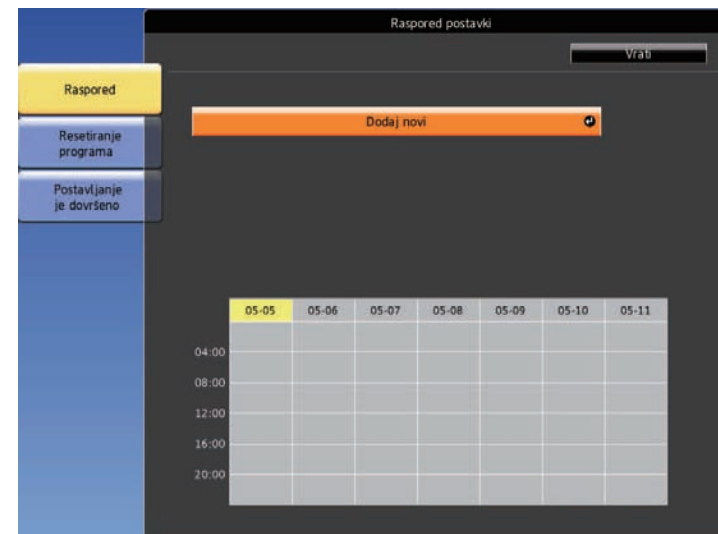 Raspored postavki
Vrati
Raspored
Dodaj novi
Resetiranje
programa
Postavljanje
je dovršeno
05-05 05-06 05-07 05-08 05-09 05-10 05-11
04:00
08:00
12:00
16:00
20:00